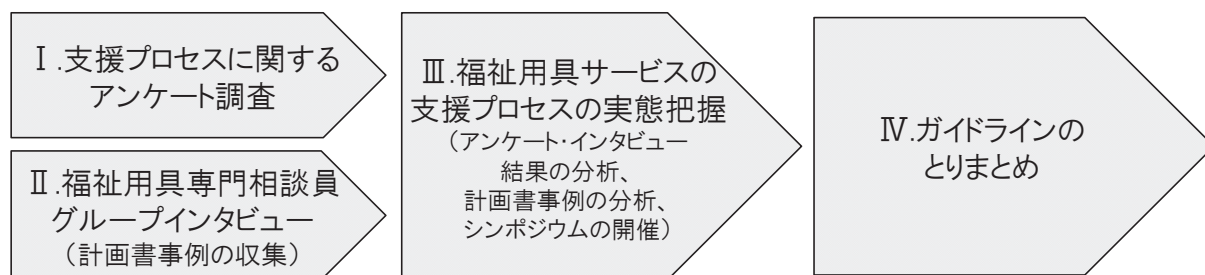 Ⅰ.支援プロセスに関する
アンケート調査
Ⅱ.福祉用具専門相談員
グループインタビュー
（計画書事例の収集）
Ⅲ.福祉用具サービスの
支援プロセスの実態把握
（アンケート･インタビュー
結果の分析、
計画書事例の分析、
シンポジウムの開催）
Ⅳ.ガイドラインの
とりまとめ